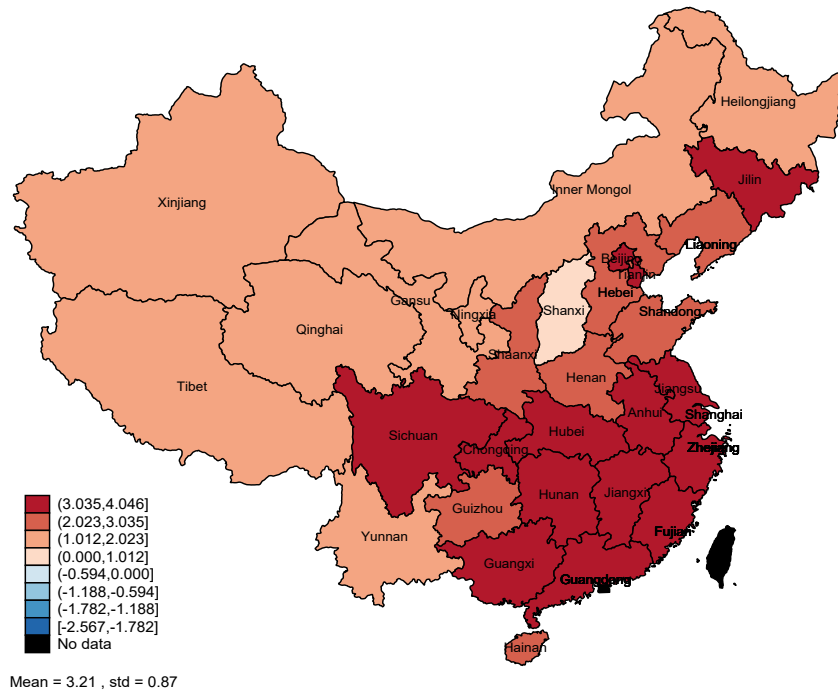 Heilongjiang
Jilin
Xinjiang
Inner Mongol
Liaoning
Beijing
Tianjin
Hebei
Gansu
Ningxia
Shanxi
Shandong
Qinghai
Shaanxi
Henan
Tibet
Jiangsu
Anhui
Shanghai
Sichuan
Hubei
Chongqing
Zhejiang
Hunan
Jiangxi
Guizhou
Yunnan
Fujian
Guangxi
Guangdong
Hainan
(3.035,4.046]
(2.023,3.035]
(1.012,2.023]
(0.000,1.012]
(-0.594,0.000]
(-1.188,-0.594]
(-1.782,-1.188]
[-2.567,-1.782]
No data
Mean = 3.21 , std = 0.87